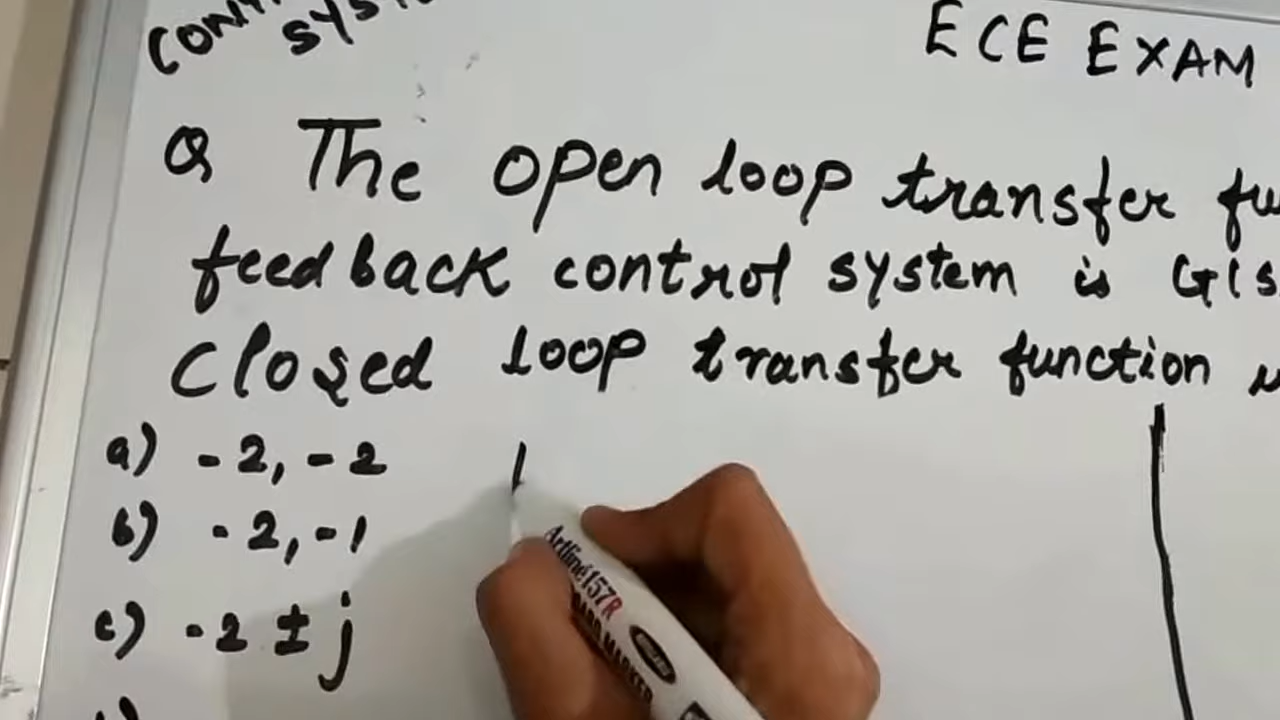 ECE EXAM
Q The open loop transfer
feedback control system is G(s
closed loop transfer function
a) -2, -2
b) -2, -1
c) -2 ± j
Artline 157R